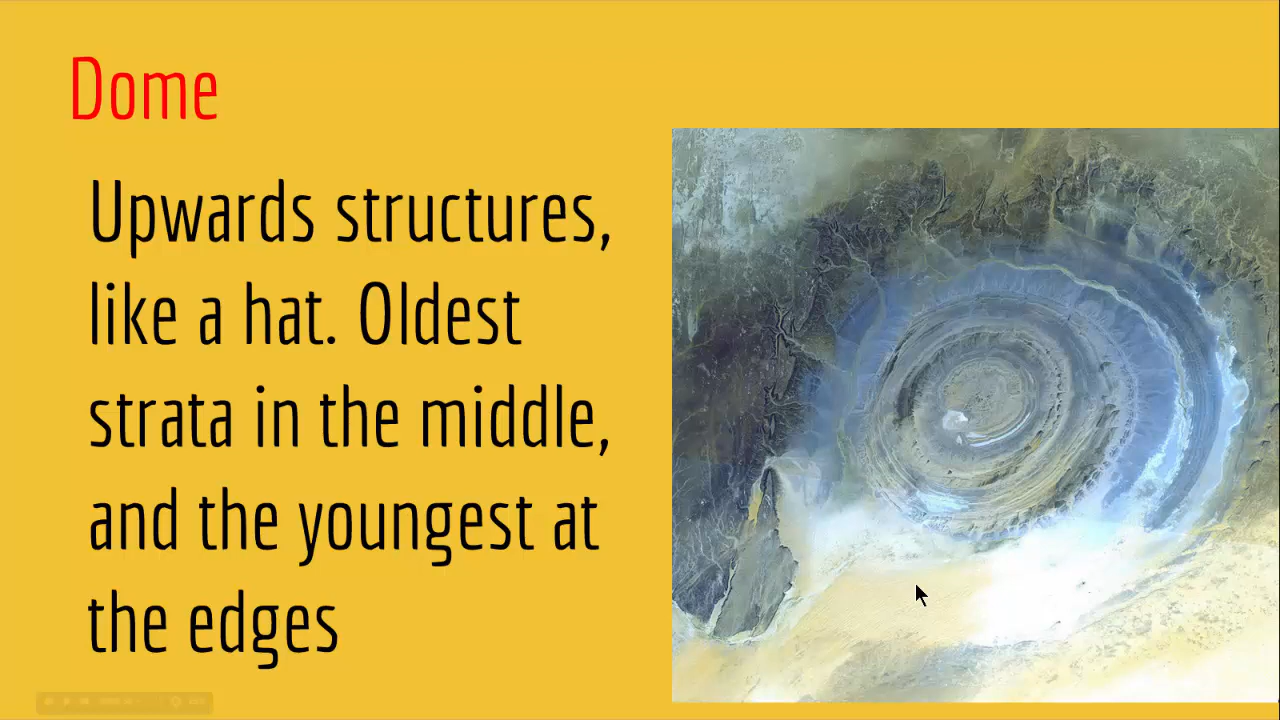 Dome
Upwards structures,
like a hat. Oldest
strata in the middle,
and the youngest at
the edges